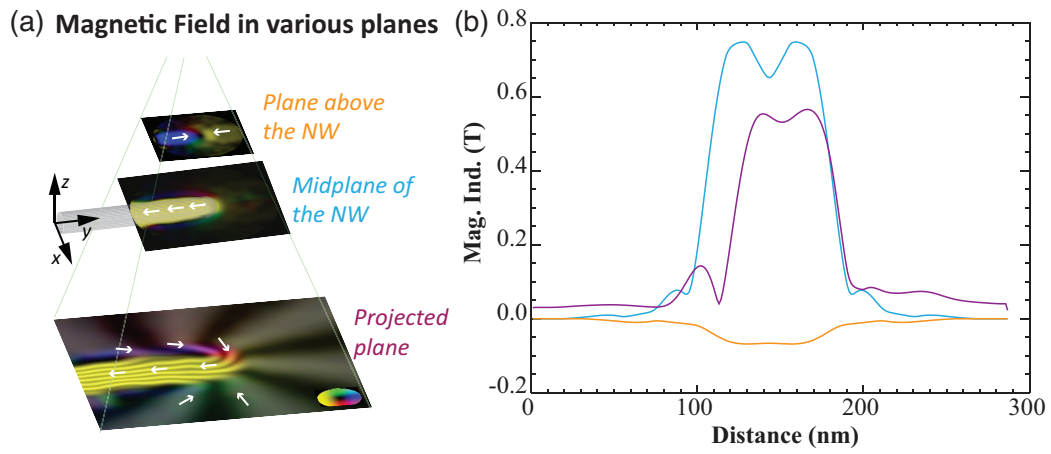 (a) Magnetic Field in various planes
Plane above
the NW
Midplane of
the NW
z
y
x
Projected
plane
(b)
Mag. Ind. (T)
0.8
0.6
0.4
0.2
0.0
-0.2
0 100 200 300
Distance (nm)